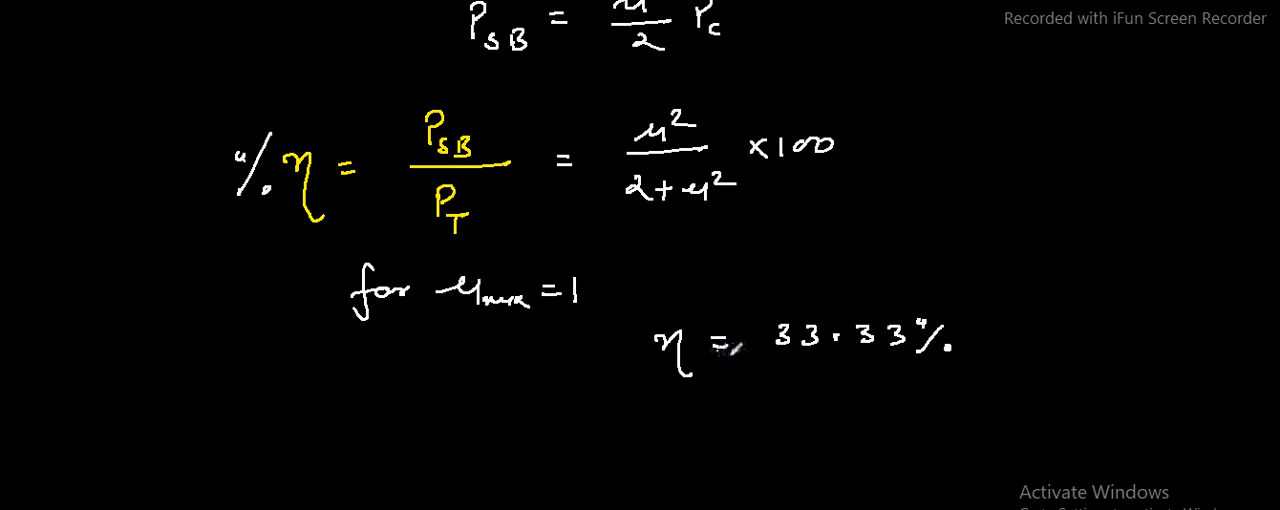 Recorded with iFun Screen Recorder
P_SB = μ/2 P_C
% η = P_SB / P_T = μ² / 2+μ² ×100
for μ_max = 1
η = 33.33%
Activate Windows